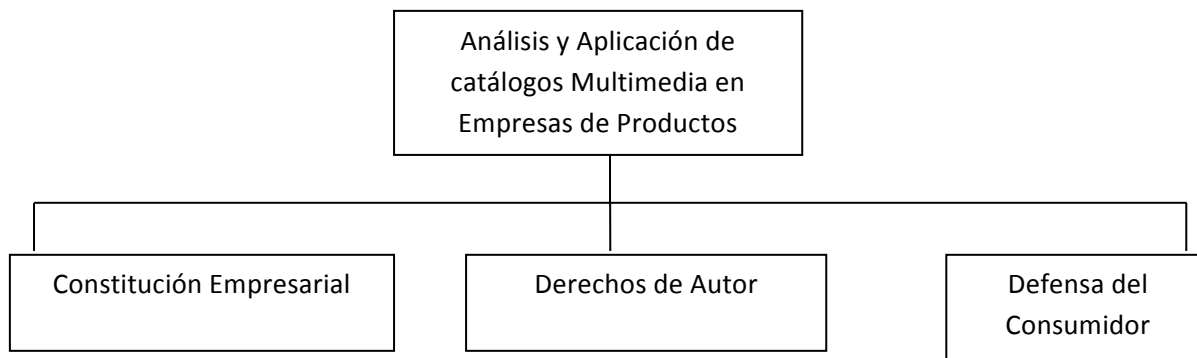 Análisis y Aplicación de
catálogos Multimedia en
Empresas de Productos
Constitución Empresarial
Derechos de Autor
Defensa del
Consumidor